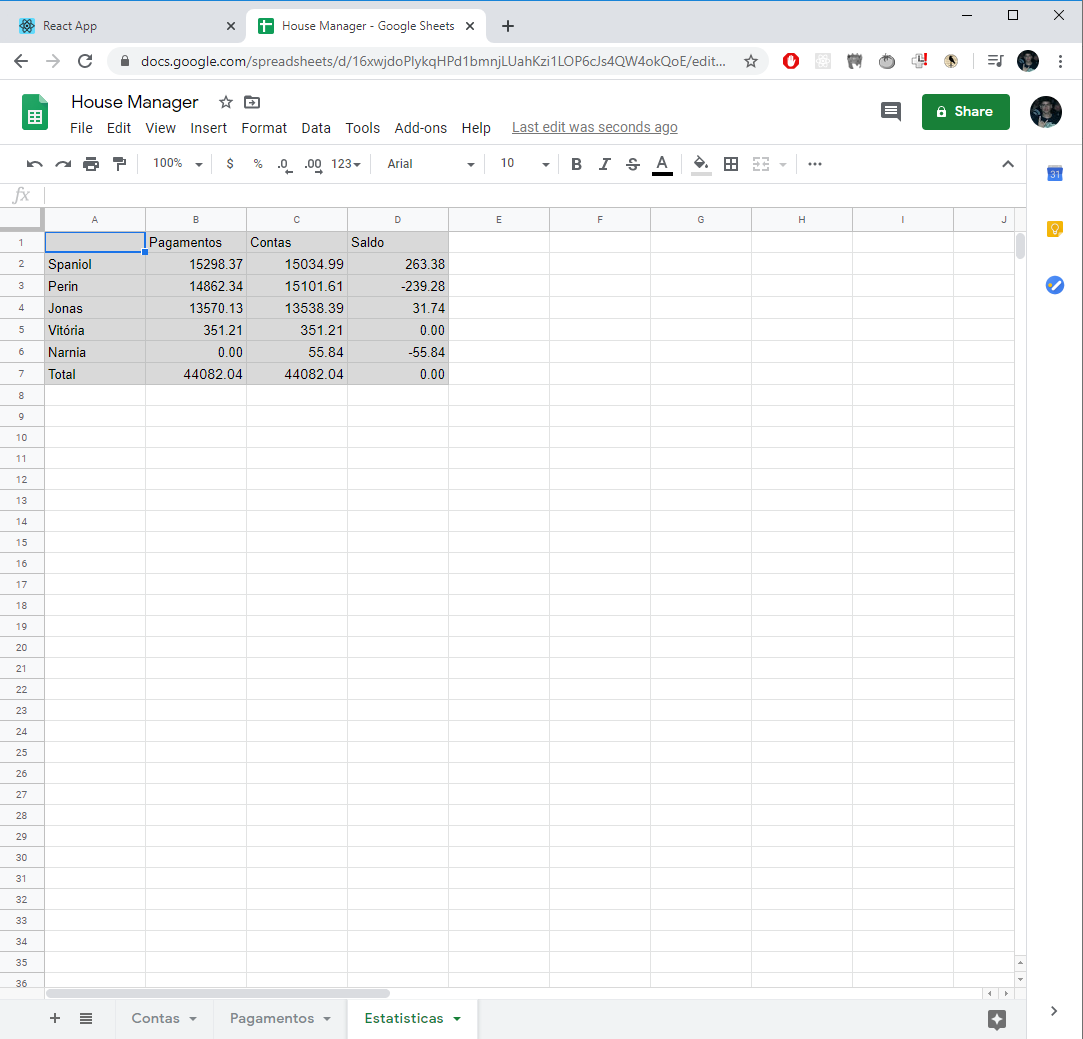 React App
House Manager - Google Sheets
docs.google.com/spreadsheets/d/16xwjdoPlykqHPd1bmnjLUahKzi1LOP6cJs4QW4okQoE/edit...
House Manager
File Edit View Insert Format Data Tools Add-ons Help Last edit was seconds ago
Share
100% $ % .0 .00 123 Arial 10 B I S A
31
fx
A B C D E F G H I J
1 Pagamentos Contas Saldo
2 Spaniol 15298.37 15034.99 263.38
3 Perin 14862.34 15101.61 -239.28
4 Jonas 13570.13 13538.39 31.74
5 Vitória 351.21 351.21 0.00
6 Narnia 0.00 55.84 -55.84
7 Total 44082.04 44082.04 0.00
8
9
10
11
12
13
14
15
16
17
18
19
20
21
22
23
24
25
26
27
28
29
30
31
32
33
34
35
36
Contas Pagamentos Estatisticas